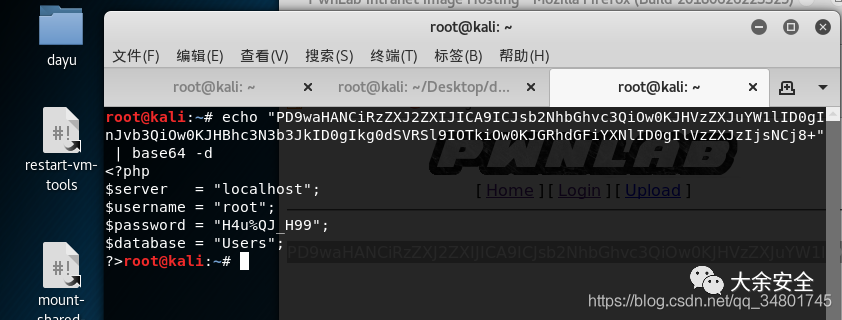 PwnLab Intranet Image Hosting - Mozilla Firefox (Build 20180620223525)
root@kali: ~
文件(F) 编辑(E) 查看(V) 搜索(S) 终端(T) 标签(B) 帮助(H)
root@kali: ~ root@kali: ~/Desktop/d... root@kali: ~
dayu
restart-vm-
tools
mount-
shared-
root@kali:~# echo "PD9waHANCiRzZXJ2ZXIJICA9ICJsb2NhbGhvc3QiOw0KJHVzZXJuYW1lID0gI
nJvb3QiOw0KJHBhc3N3b3JkID0gIkg0dSVRSl9IOTkiOw0KJGRhdGFiYXNlID0gIlVzZXJzIjsNCj8+"
| base64 -d
<?php
$server   = "localhost";
$username = "root";
$password = "H4u%QJ_H99";
$database = "Users";
?>root@kali:~#
PWNLAB
[ Home ] [ Login ] [ Upload ]
PD9waHANCiRzZXJ2ZXIJICA9ICJsb2NhbGhvc3QiOw0KJHVzZXJuYW1lI
大余安全
https://blog.csdn.net/qq_34801745